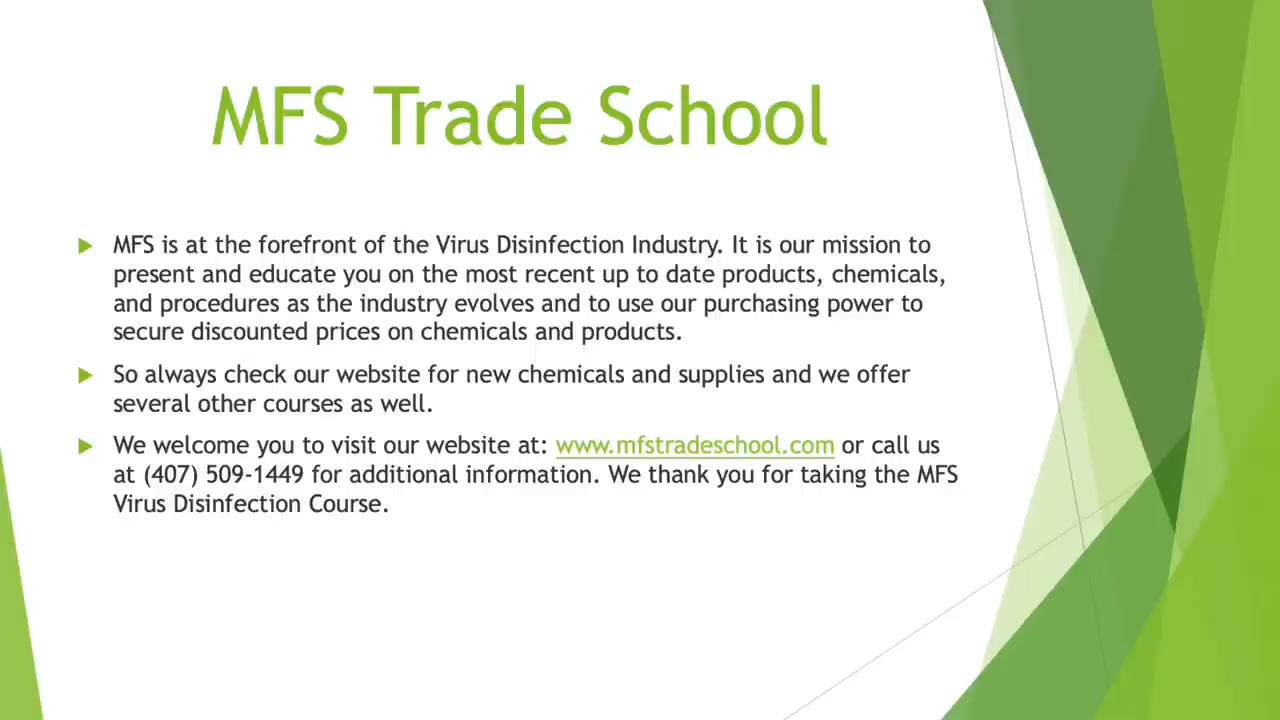 MFS Trade School
MFS is at the forefront of the Virus Disinfection Industry. It is our mission to
present and educate you on the most recent up to date products, chemicals,
and procedures as the industry evolves and to use our purchasing power to
secure discounted prices on chemicals and products.
So always check our website for new chemicals and supplies and we offer
several other courses as well.
We welcome you to visit our website at: www.mfstradeschool.com or call us
at (407) 509-1449 for additional information. We thank you for taking the MFS
Virus Disinfection Course.